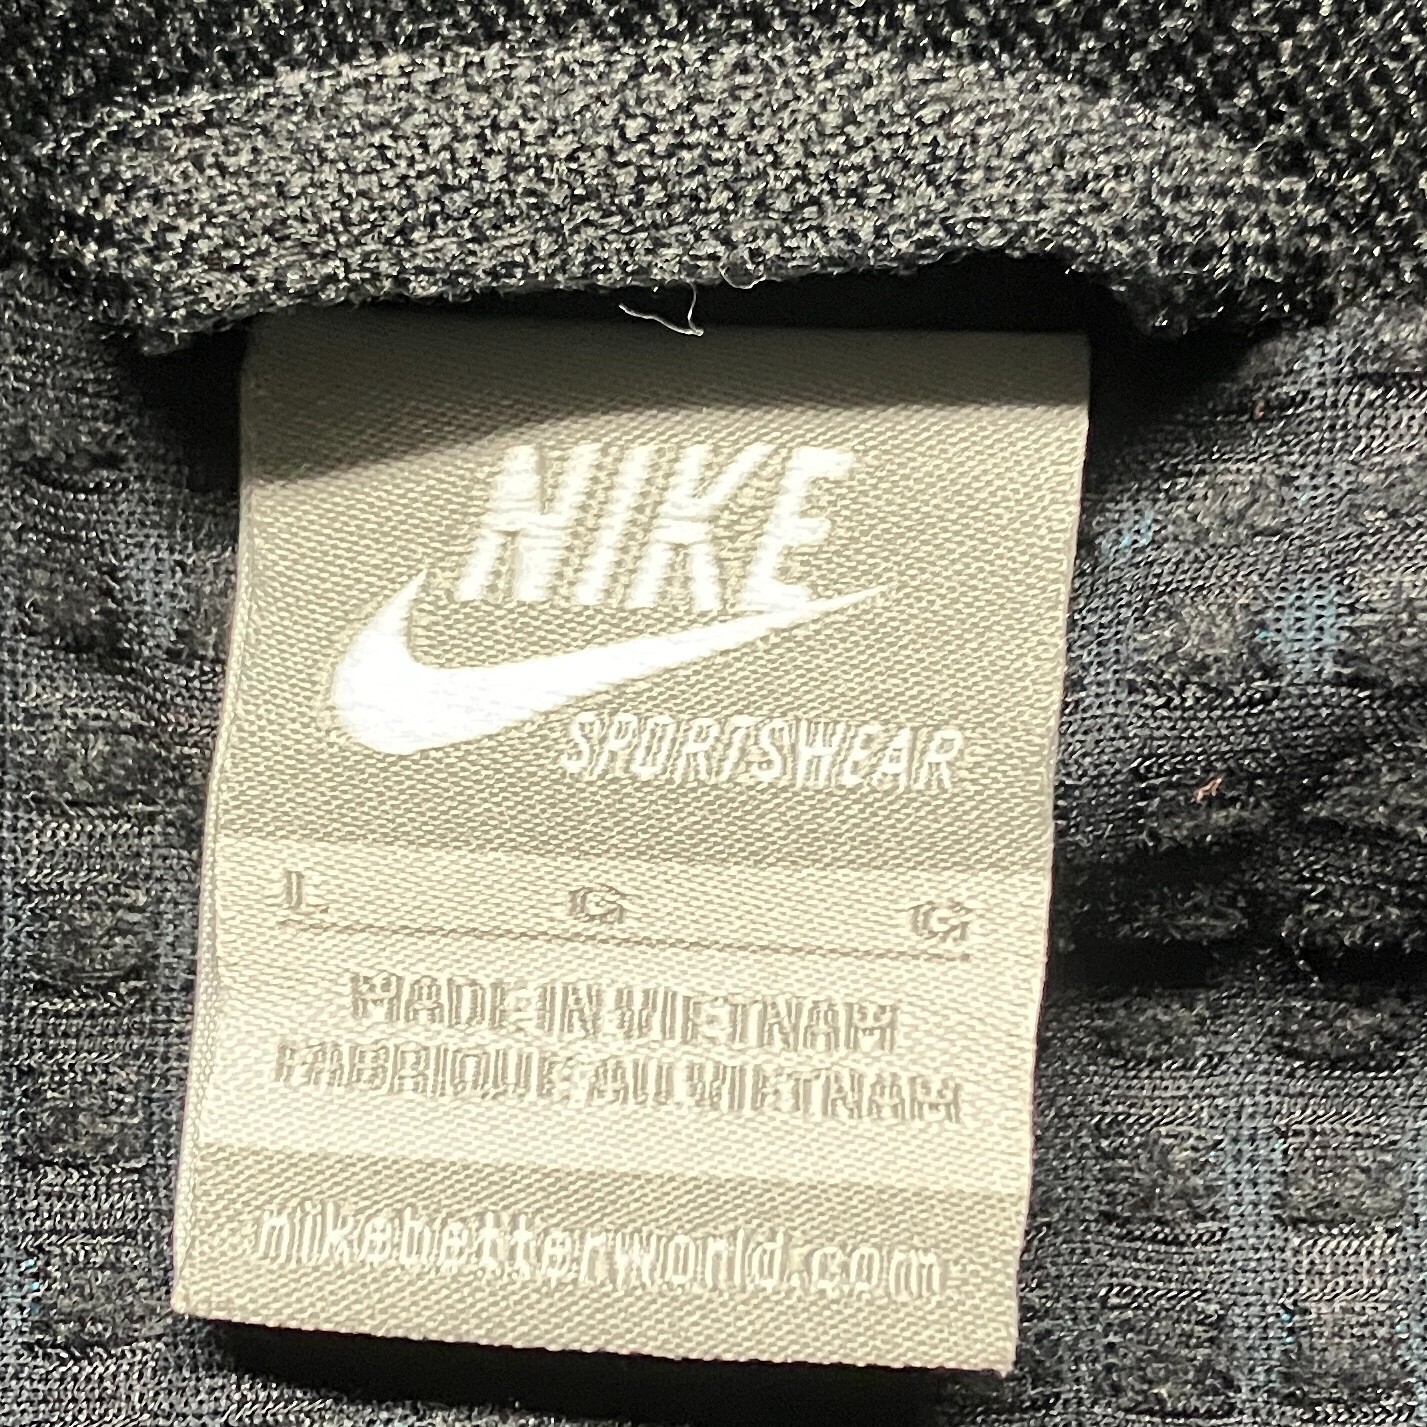 NIKE
SPORTSWEAR
L G G
MADE IN VIETNAM
FABRIQUE AU VIETNAM
nikebetterworld.com